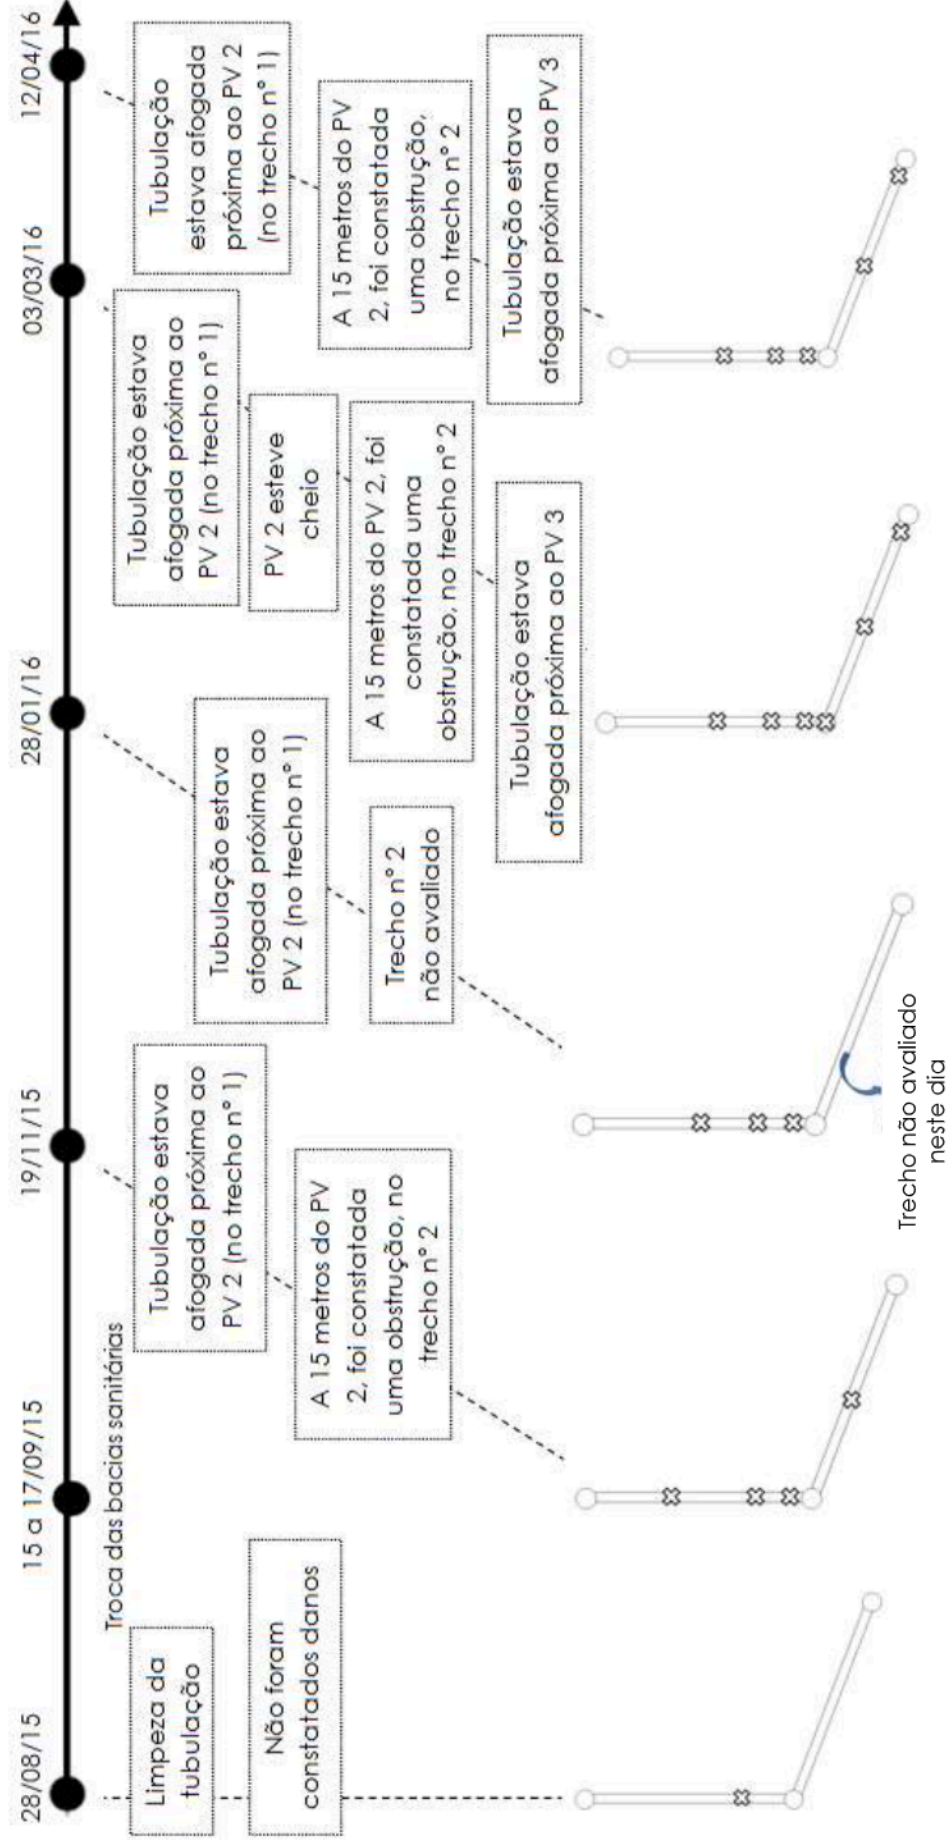 28/08/15
Limpeza da
tubulação
Não foram
constatados danos
15 a 17/09/15
Troca das bacias sanitárias
19/11/15
Tubulação estava
afogada próxima ao
PV 2 (no trecho n° 1)
A 15 metros do PV
2, foi constatada
uma obstrução, no
trecho n° 2
28/01/16
Tubulação estava
afogada próxima ao
PV 2 (no trecho n° 1)
Trecho n° 2
não avaliado
Trecho não avaliado
neste dia
03/03/16
Tubulação estava
afogada próxima ao
PV 2 (no trecho n° 1)
PV 2 esteve
cheio
A 15 metros do PV 2, foi
constatada uma
obstrução, no trecho n° 2
Tubulação estava
afogada próxima ao PV 3
12/04/16
Tubulação
estava afogada
próxima ao PV 2
(no trecho n° 1)
A 15 metros do PV
2, foi constatada
uma obstrução,
no trecho n° 2
Tubulação estava
afogada próxima ao PV 3